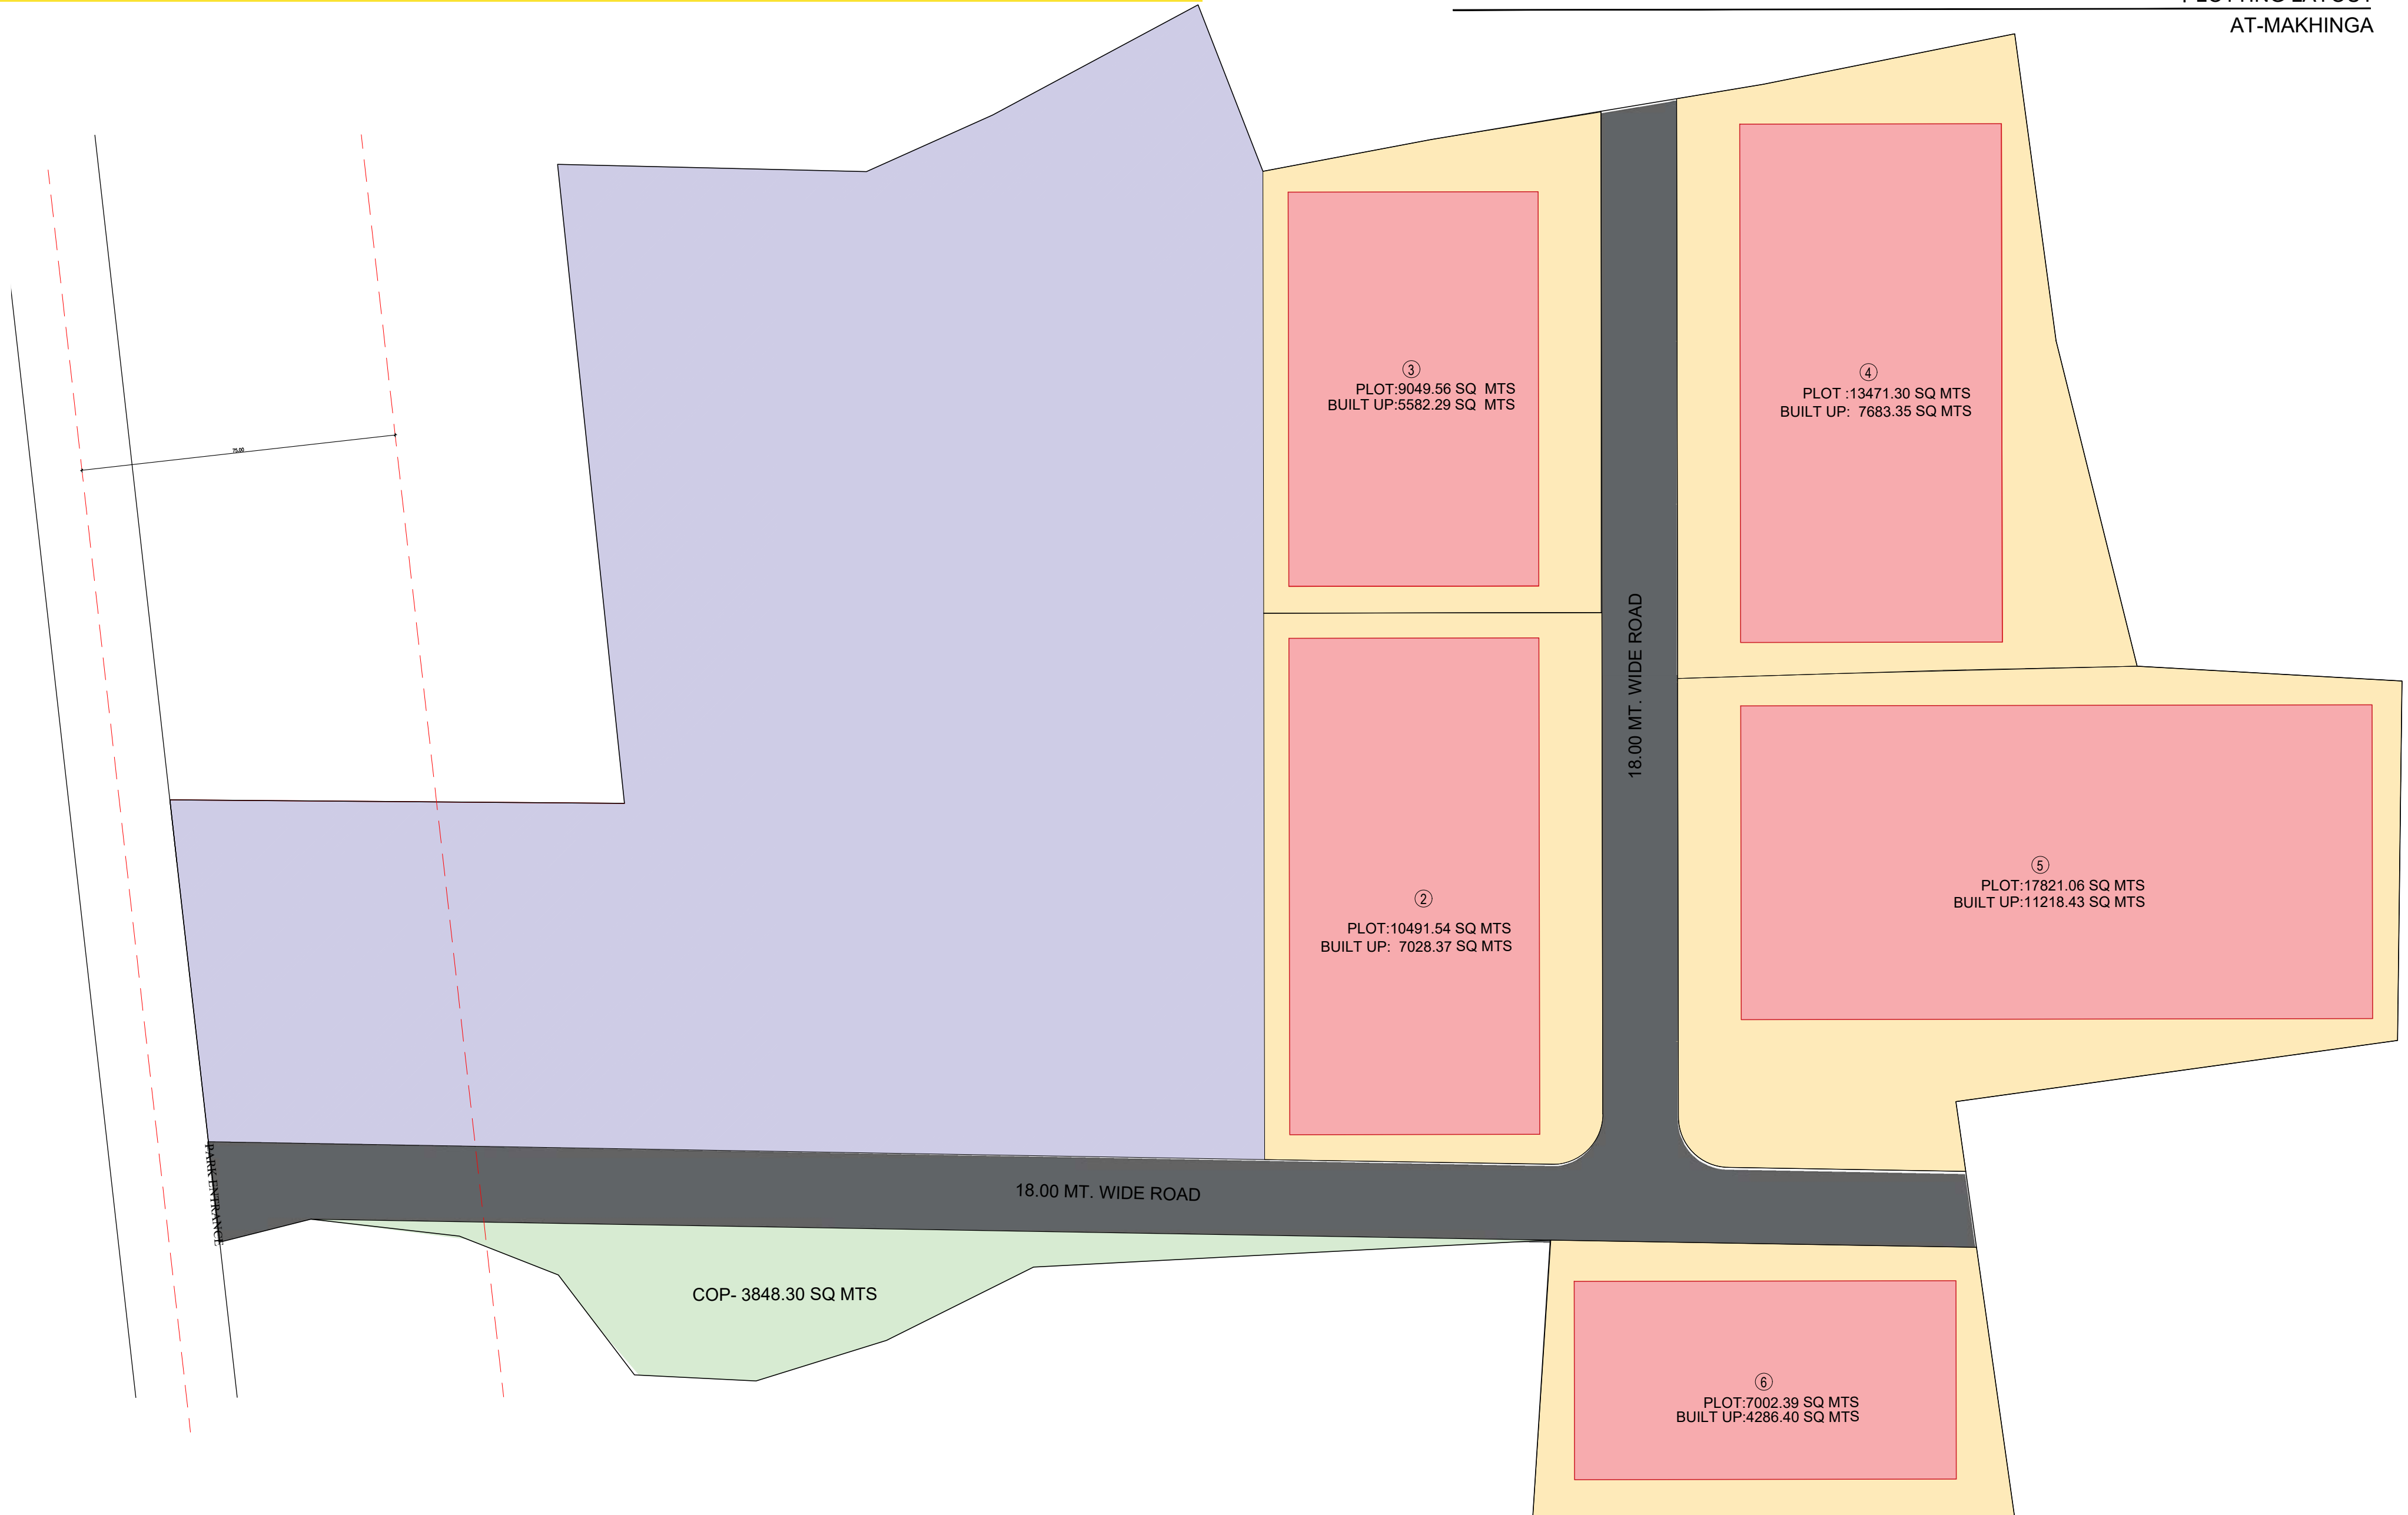 AT-MAKHINGA
75.00
3
PLOT:9049.56 SQ MTS
BUILT UP:5582.29 SQ MTS
4
PLOT :13471.30 SQ MTS
BUILT UP: 7683.35 SQ MTS
18.00 MT. WIDE ROAD
5
PLOT:17821.06 SQ MTS
BUILT UP:11218.43 SQ MTS
2
PLOT:10491.54 SQ MTS
BUILT UP: 7028.37 SQ MTS
PARK ENTRANCE
18.00 MT. WIDE ROAD
COP- 3848.30 SQ MTS
6
PLOT:7002.39 SQ MTS
BUILT UP:4286.40 SQ MTS